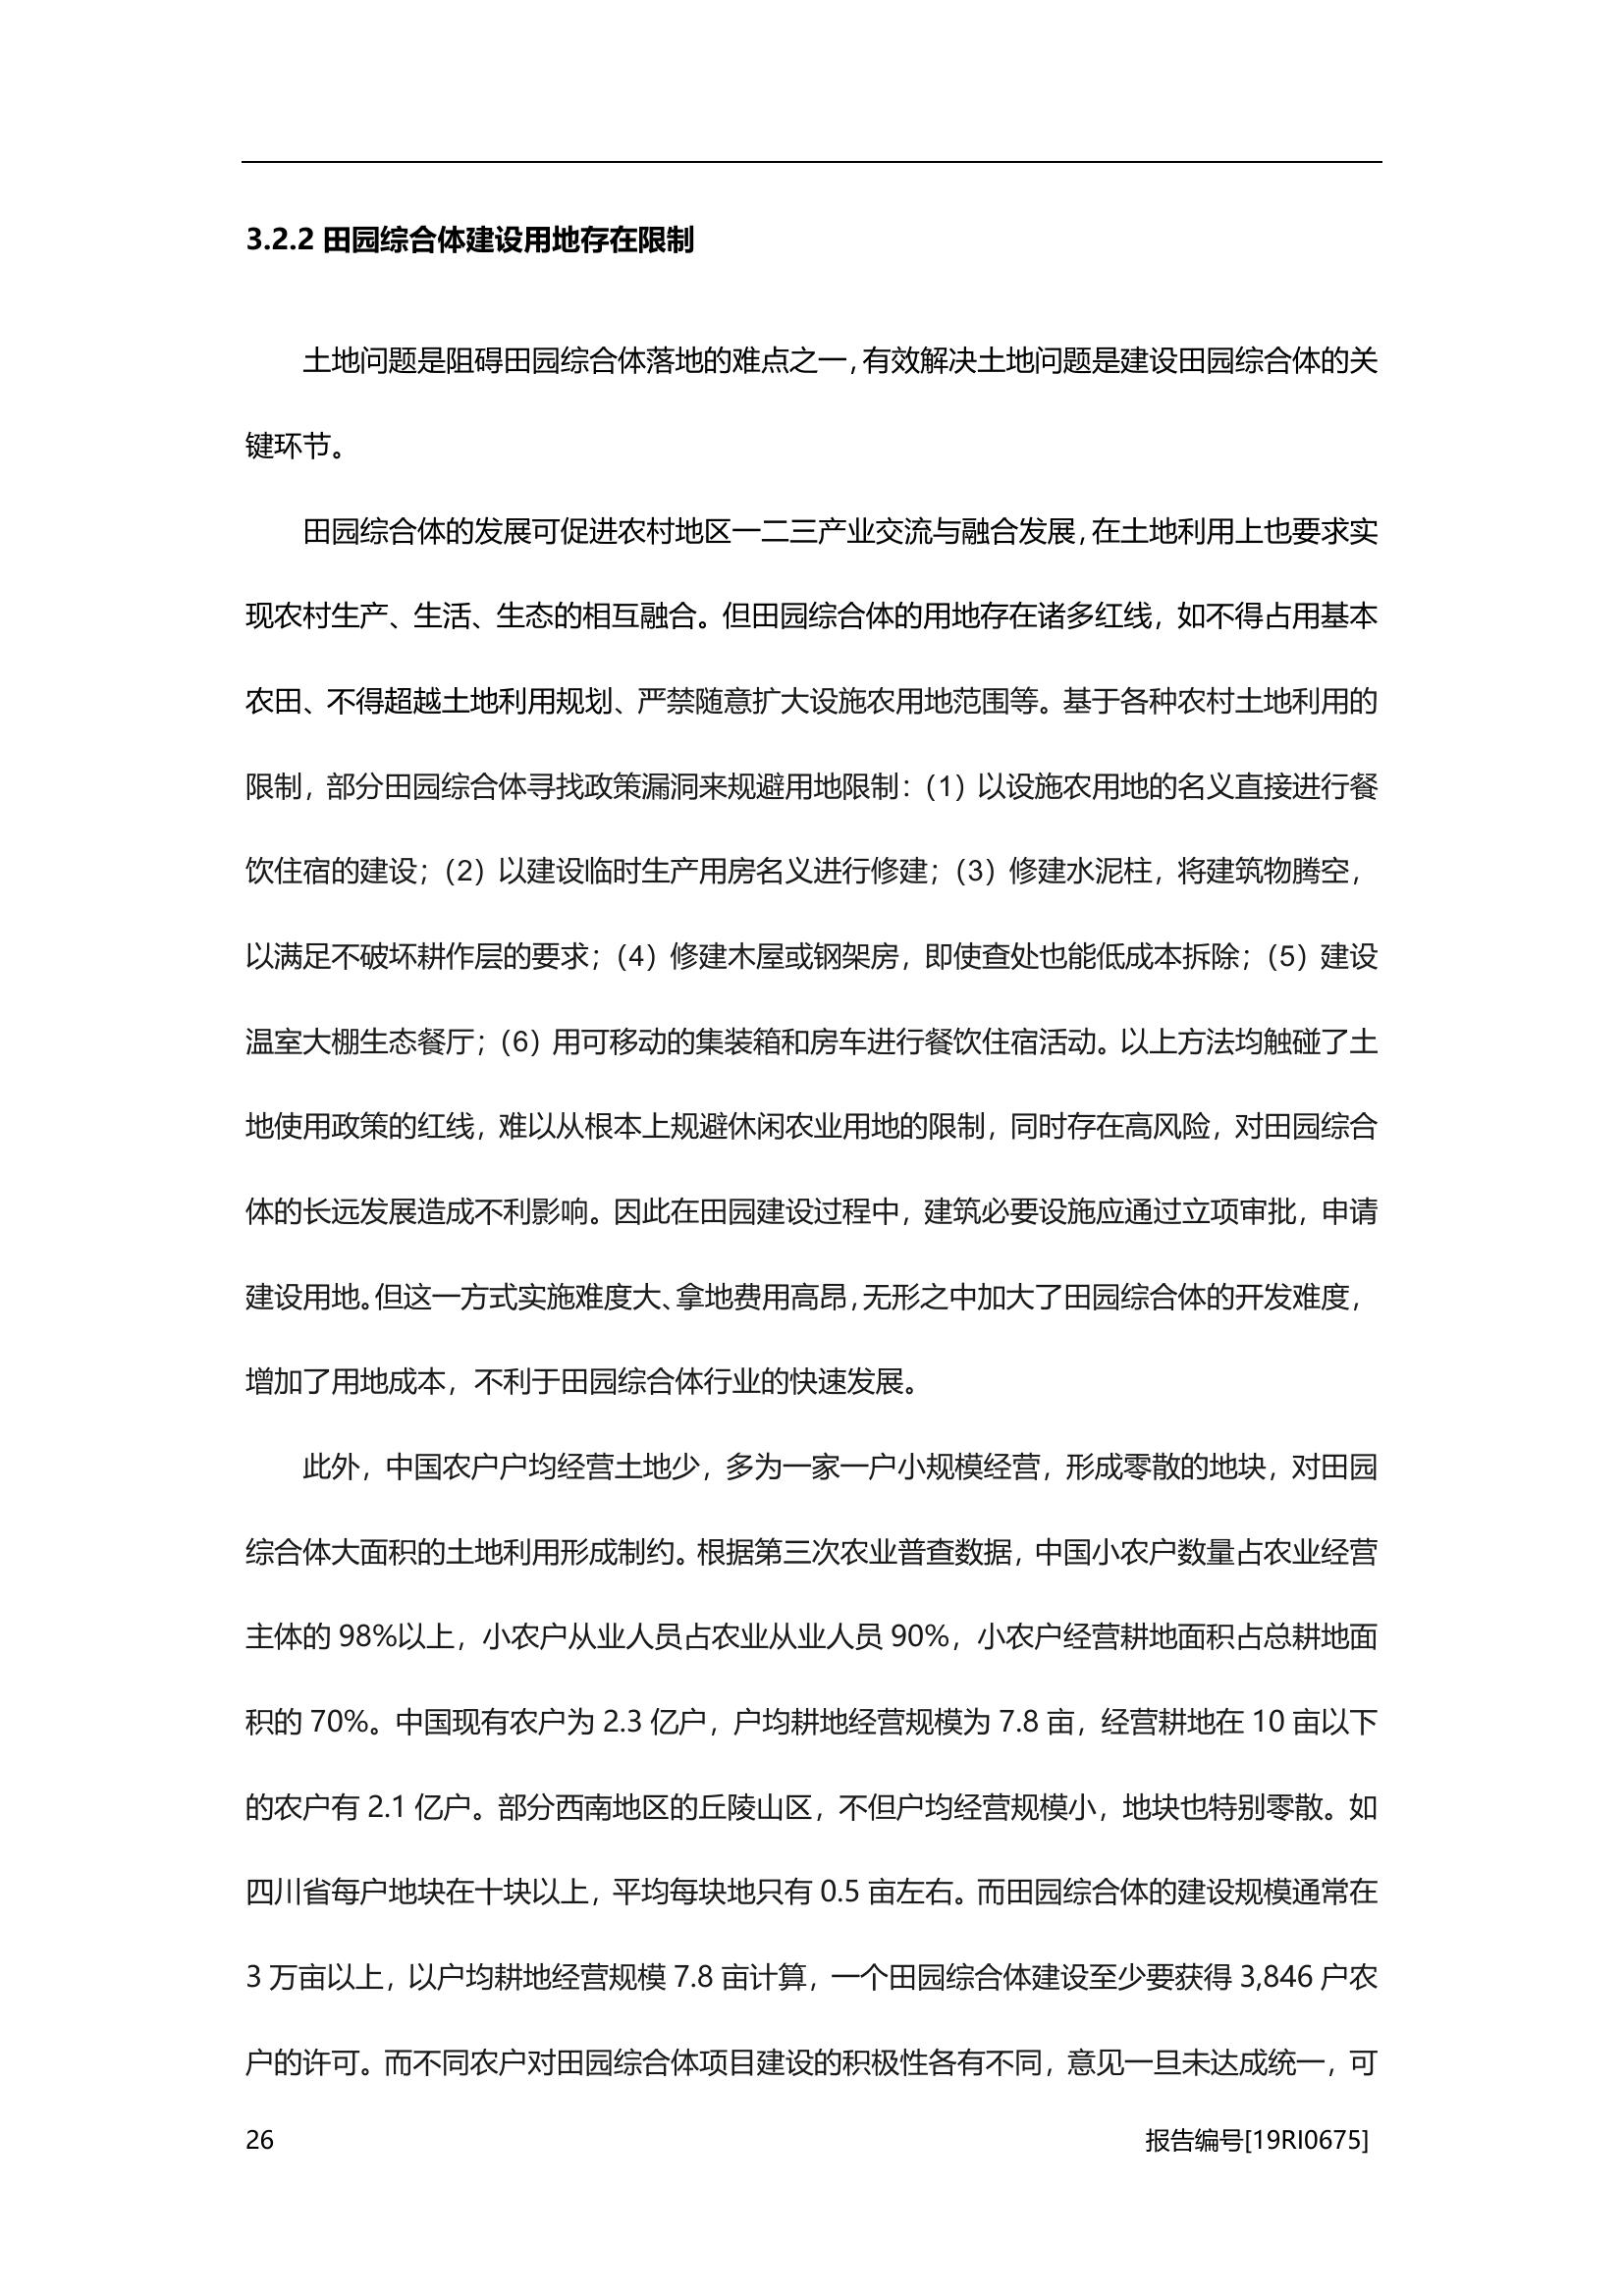 3.2.2 田园综合体建设用地存在限制
土地问题是阻碍田园综合体落地的难点之一，有效解决土地问题是建设田园综合体的关
键环节。
田园综合体的发展可促进农村地区一二三产业交流与融合发展，在土地利用上也要求实
现农村生产、生活、生态的相互融合。但田园综合体的用地存在诸多红线，如不得占用基本
农田、不得超越土地利用规划、严禁随意扩大设施农用地范围等。基于各种农村土地利用的
限制，部分田园综合体寻找政策漏洞来规避用地限制：（1）以设施农用地的名义直接进行餐
饮住宿的建设；（2）以建设临时生产用房名义进行修建；（3）修建水泥柱，将建筑物腾空，
以满足不破坏耕作层的要求；（4）修建木屋或钢架房，即使查处也能低成本拆除；（5）建设
温室大棚生态餐厅；（6）用可移动的集装箱和房车进行餐饮住宿活动。以上方法均触碰了土
地使用政策的红线，难以从根本上规避休闲农业用地的限制，同时存在高风险，对田园综合
体的长远发展造成不利影响。因此在田园建设过程中，建筑必要设施应通过立项审批，申请
建设用地。但这一方式实施难度大、拿地费用高昂，无形之中加大了田园综合体的开发难度，
增加了用地成本，不利于田园综合体行业的快速发展。
此外，中国农户户均经营土地少，多为一家一户小规模经营，形成零散的地块，对田园
综合体大面积的土地利用形成制约。根据第三次农业普查数据，中国小农户数量占农业经营
主体的 98%以上，小农户从业人员占农业从业人员 90%，小农户经营耕地面积占总耕地面
积的 70%。中国现有农户为 2.3 亿户，户均耕地经营规模为 7.8 亩，经营耕地在 10 亩以下
的农户有 2.1 亿户。部分西南地区的丘陵山区，不但户均经营规模小，地块也特别零散。如
四川省每户地块在十块以上，平均每块地只有 0.5 亩左右。而田园综合体的建设规模通常在
3 万亩以上，以户均耕地经营规模 7.8 亩计算，一个田园综合体建设至少要获得 3,846 户农
户的许可。而不同农户对田园综合体项目建设的积极性各有不同，意见一旦未达成统一，可
26 报告编号[19RI0675]